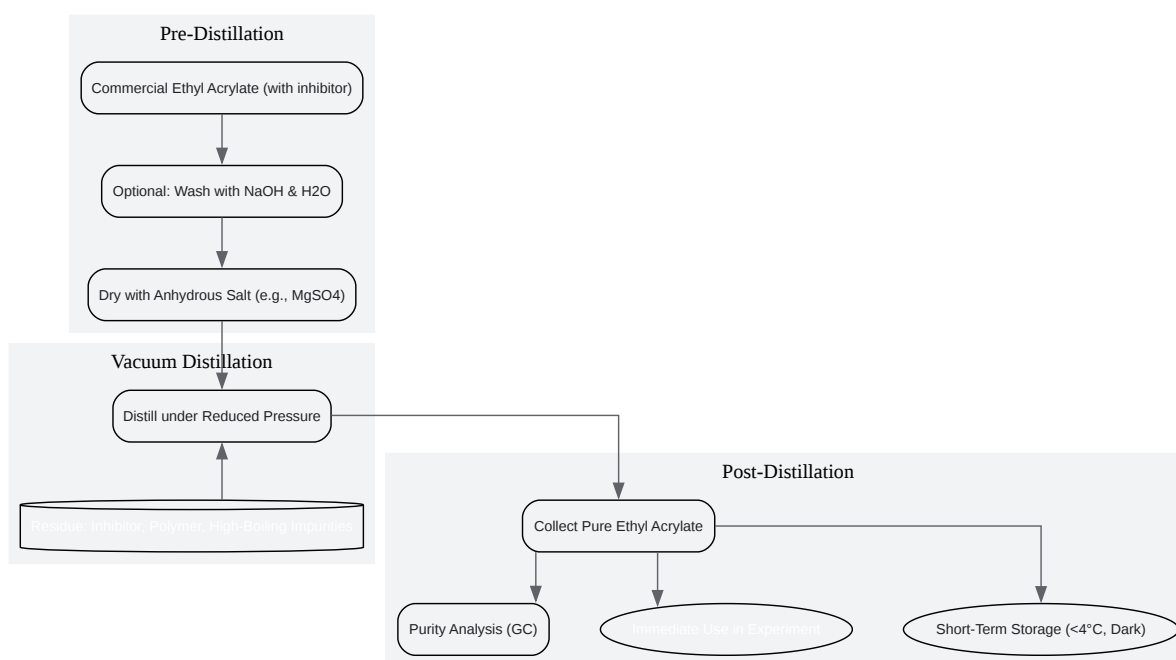 Pre-Distillation
Commercial Ethyl Acrylate (with inhibitor)
Optional: Wash with NaOH & H2O
Dry with Anhydrous Salt (e.g., MgSO4)
Vacuum Distillation
Distill under Reduced Pressure
Residue: Inhibitor, Polymer, High-Boiling Impurities
Post-Distillation
Collect Pure Ethyl Acrylate
Purity Analysis (GC)
Immediate Use in Experiment
Short-Term Storage (<4°C, Dark)